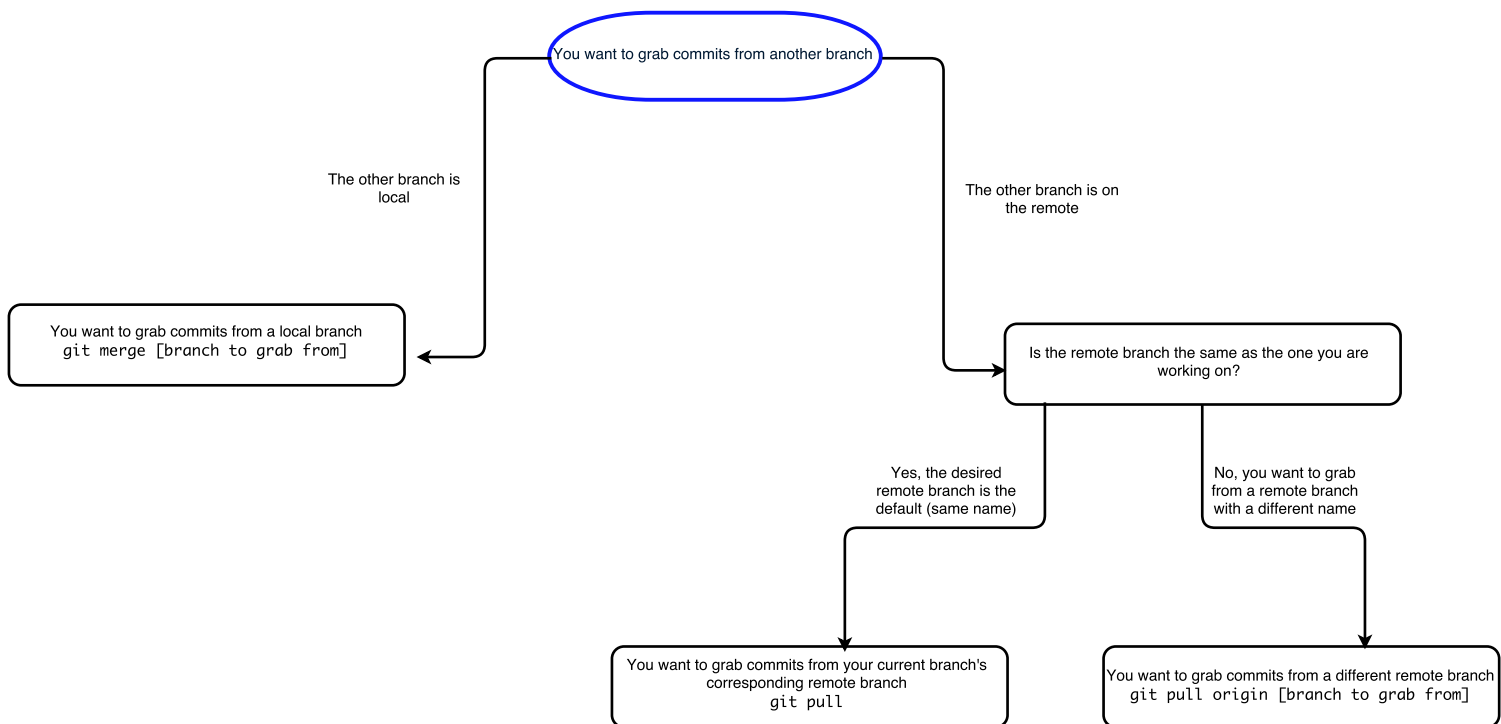 You want to grab commits from another branch
The other branch is
local
The other branch is on
the remote
You want to grab commits from a local branch
git merge [branch to grab from]
Is the remote branch the same as the one you are
working on?
Yes, the desired
remote branch is the
default (same name)
No, you want to grab
from a remote branch
with a different name
You want to grab commits from your current branch's
corresponding remote branch
git pull
You want to grab commits from a different remote branch
git pull origin [branch to grab from]